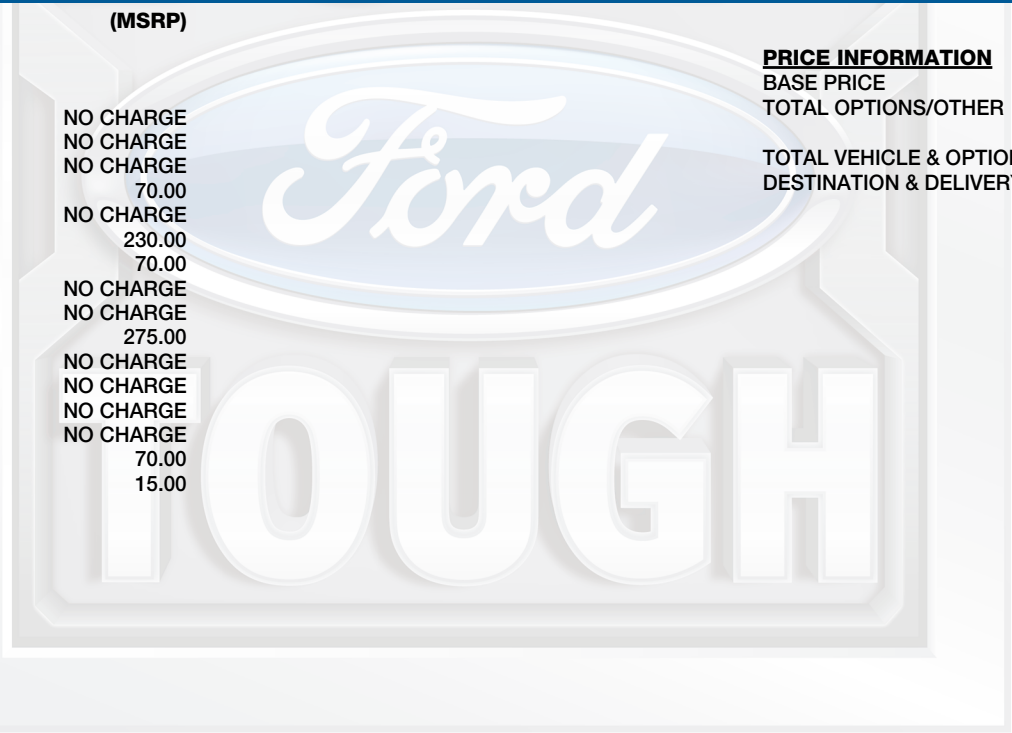 (MSRP)
NO CHARGE
NO CHARGE
NO CHARGE
70.00
NO CHARGE
230.00
70.00
NO CHARGE
NO CHARGE
275.00
NO CHARGE
NO CHARGE
NO CHARGE
NO CHARGE
70.00
15.00
PRICE INFORMATION
BASE PRICE
TOTAL OPTIONS/OTHER
TOTAL VEHICLE & OPTION
DESTINATION & DELIVERY
Ford
TOUGH